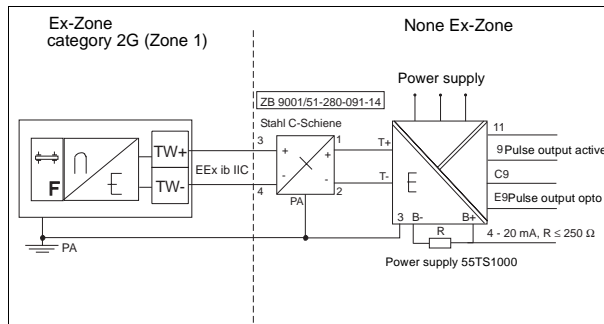 Ex-Zone
category 2G (Zone 1)
None Ex-Zone
Power supply
ZB 9001/51-280-091-14
Stahl C-Schiene
11
TW+
3
1
T+
9 Pulse output active
F
n
E
EEx ib IIC
+
+
-
-
E
C9
TW-
4
2
T-
E9 Pulse output opto
PA
3
B-
B+
R
4 - 20 mA, R ≤ 250 Ω
PA
Power supply 55TS1000